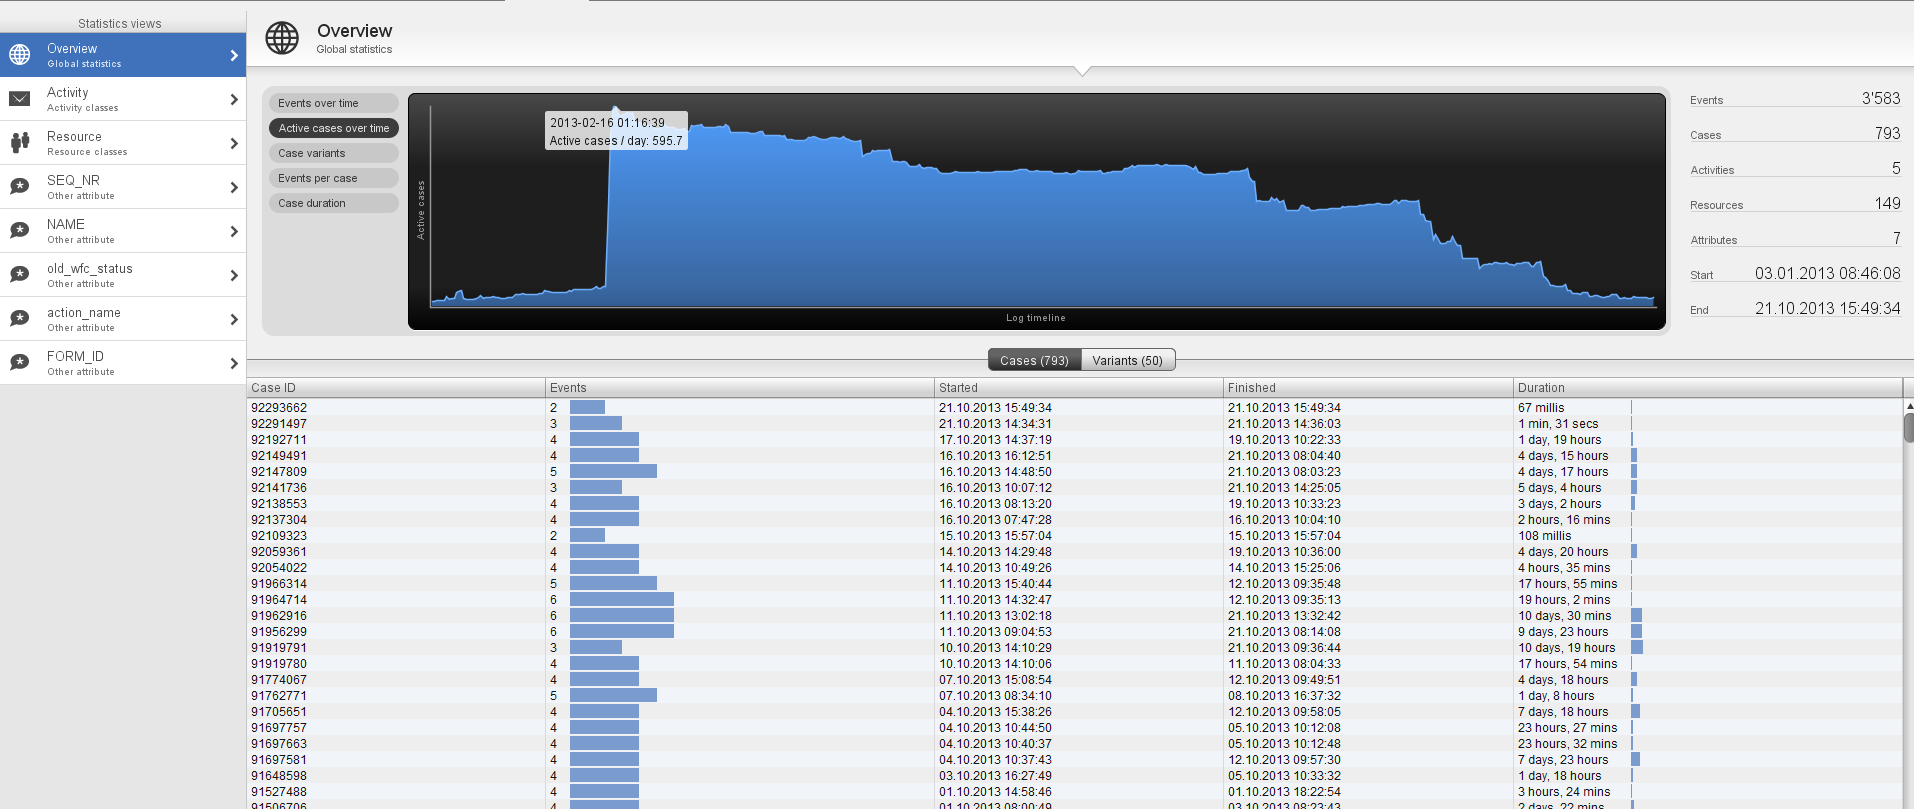 Statistics views
Overview
Global statistics
Activity
Activity classes
Resource
Resource classes
SEQ_NR
Other attribute
NAME
Other attribute
old_wfc_status
Other attribute
action_name
Other attribute
FORM_ID
Other attribute
Overview
Global statistics
Events over time
Active cases over time
Case variants
Events per case
Case duration
2013-02-16 01:16:39
Active cases / day: 595.7
Active cases
Log timeline
Events 3'583
Cases 793
Activities 5
Resources 149
Attributes 7
Start 03.01.2013 08:46:08
End 21.10.2013 15:49:34
Cases (793) Variants (50)
Case ID Events Started Finished Duration
92293662 2 21.10.2013 15:49:34 21.10.2013 15:49:34 67 millis
92291497 3 21.10.2013 14:34:31 21.10.2013 14:36:03 1 min, 31 secs
92192711 4 17.10.2013 14:37:19 19.10.2013 10:22:33 1 day, 19 hours
92149491 4 16.10.2013 16:12:51 21.10.2013 08:04:40 4 days, 15 hours
92147809 5 16.10.2013 14:48:50 21.10.2013 08:03:23 4 days, 17 hours
92141736 3 16.10.2013 10:07:12 21.10.2013 14:25:05 5 days, 4 hours
92138553 4 16.10.2013 08:13:20 19.10.2013 10:33:23 3 days, 2 hours
92137304 4 16.10.2013 07:47:28 16.10.2013 10:04:10 2 hours, 16 mins
92109323 2 15.10.2013 15:57:04 15.10.2013 15:57:04 108 millis
92059361 4 14.10.2013 14:29:48 19.10.2013 10:36:00 4 days, 20 hours
92054022 4 14.10.2013 10:49:26 14.10.2013 15:25:06 4 hours, 35 mins
91966314 5 11.10.2013 15:40:44 12.10.2013 09:35:48 17 hours, 55 mins
91964714 6 11.10.2013 14:32:47 12.10.2013 09:35:13 19 hours, 2 mins
91962916 6 11.10.2013 13:02:18 21.10.2013 13:32:42 10 days, 30 mins
91956299 6 11.10.2013 09:04:53 21.10.2013 08:14:08 9 days, 23 hours
91919791 3 10.10.2013 14:10:29 21.10.2013 09:36:44 10 days, 19 hours
91919780 4 10.10.2013 14:10:06 11.10.2013 08:04:33 17 hours, 54 mins
91774067 4 07.10.2013 15:08:54 12.10.2013 09:49:51 4 days, 18 hours
91762771 5 07.10.2013 08:34:10 08.10.2013 16:37:32 1 day, 8 hours
91705651 4 04.10.2013 15:38:26 12.10.2013 09:58:05 7 days, 18 hours
91697757 4 04.10.2013 10:44:50 05.10.2013 10:12:08 23 hours, 27 mins
91697663 4 04.10.2013 10:40:37 05.10.2013 10:12:48 23 hours, 32 mins
91697581 4 04.10.2013 10:37:43 12.10.2013 09:57:30 7 days, 23 hours
91648598 4 03.10.2013 16:27:49 05.10.2013 10:33:32 1 day, 18 hours
91527488 4 01.10.2013 14:58:46 01.10.2013 18:22:54 3 hours, 24 mins
91506706 4 01.10.2013 08:00:49 03.10.2013 08:23:43 2 days, 22 mins